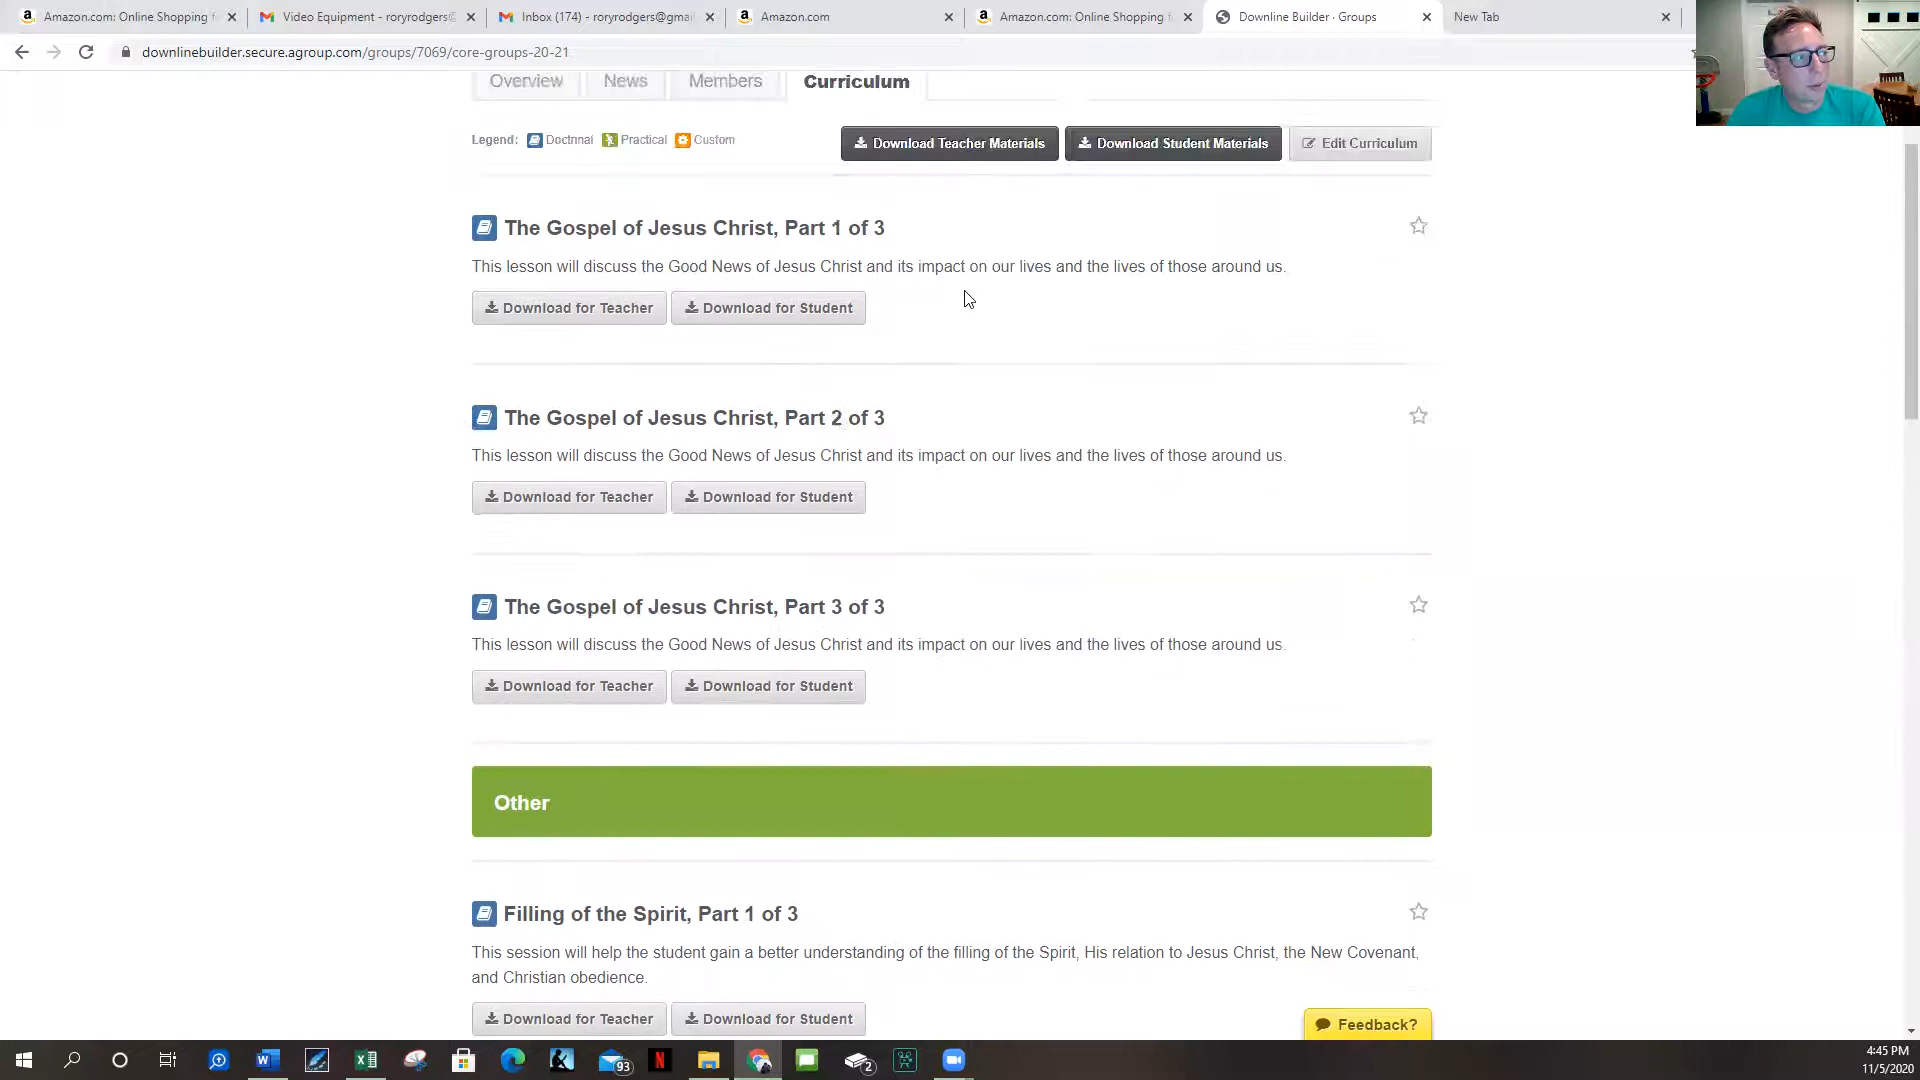 Amazon.com: Online Shopping f
Video Equipment - roryrodgers@
Inbox (174) - roryrodgers@gmai
Amazon.com
Amazon.com: Online Shopping f
Downline Builder · Groups
New Tab
downlinebuilder.secure.agroup.com/groups/7069/core-groups-20-21
Overview
News
Members
Curriculum
Legend: Doctrinal Practical Custom
Download Teacher Materials
Download Student Materials
Edit Curriculum
The Gospel of Jesus Christ, Part 1 of 3
This lesson will discuss the Good News of Jesus Christ and its impact on our lives and the lives of those around us.
Download for Teacher
Download for Student
The Gospel of Jesus Christ, Part 2 of 3
This lesson will discuss the Good News of Jesus Christ and its impact on our lives and the lives of those around us.
Download for Teacher
Download for Student
The Gospel of Jesus Christ, Part 3 of 3
This lesson will discuss the Good News of Jesus Christ and its impact on our lives and the lives of those around us.
Download for Teacher
Download for Student
Other
Filling of the Spirit, Part 1 of 3
This session will help the student gain a better understanding of the filling of the Spirit, His relation to Jesus Christ, the New Covenant,
and Christian obedience.
Download for Teacher
Download for Student
Feedback?
93
2
4:45 PM
11/5/2020